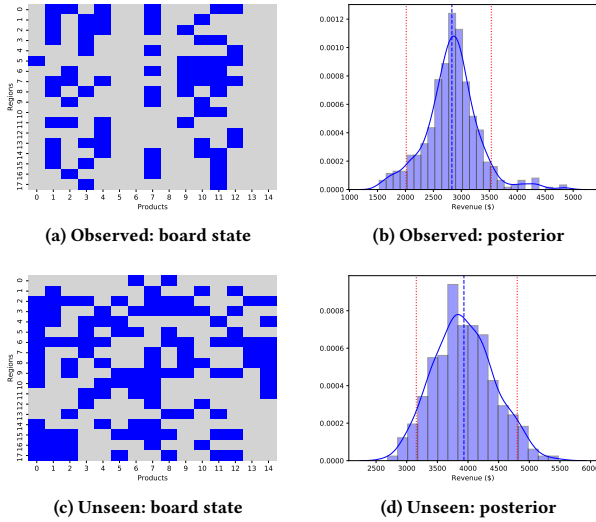 Regions
0 1 2 3 4 5 6 7 8 9 10 11 12 13 14 15 16 17
0 1 2 3 4 5 6 7 8 9 10 11 12 13 14
Products
(a) Observed: board state
0.0012
0.0010
0.0008
0.0006
0.0004
0.0002
0.0000
1000 1500 2000 2500 3000 3500 4000 4500 5000
Revenue ($)
(b) Observed: posterior
Regions
0 1 2 3 4 5 6 7 8 9 10 11 12 13 14 15 16 17
0 1 2 3 4 5 6 7 8 9 10 11 12 13 14
Products
(c) Unseen: board state
0.0008
0.0006
0.0004
0.0002
0.0000
2500 3000 3500 4000 4500 5000 5500 6000
Revenue ($)
(d) Unseen: posterior